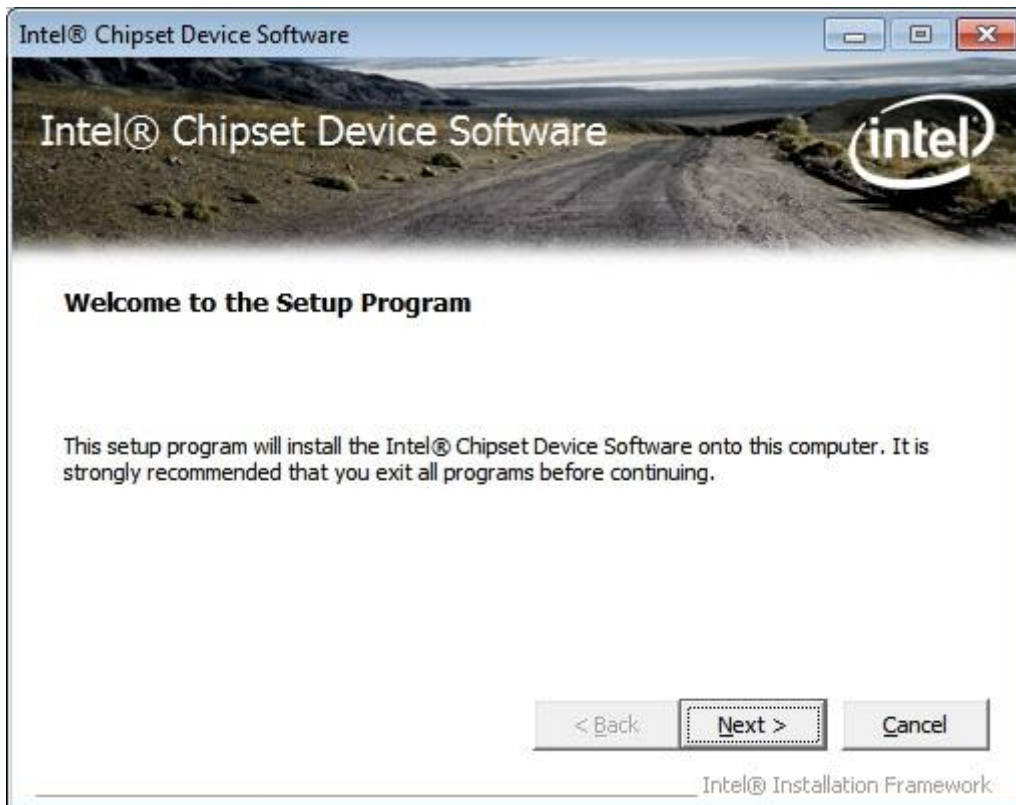 Intel® Chipset Device Software
Intel® Chipset Device Software
intel
Welcome to the Setup Program
This setup program will install the Intel® Chipset Device Software onto this computer. It is
strongly recommended that you exit all programs before continuing.
< Back
Next >
Cancel
Intel® Installation Framework